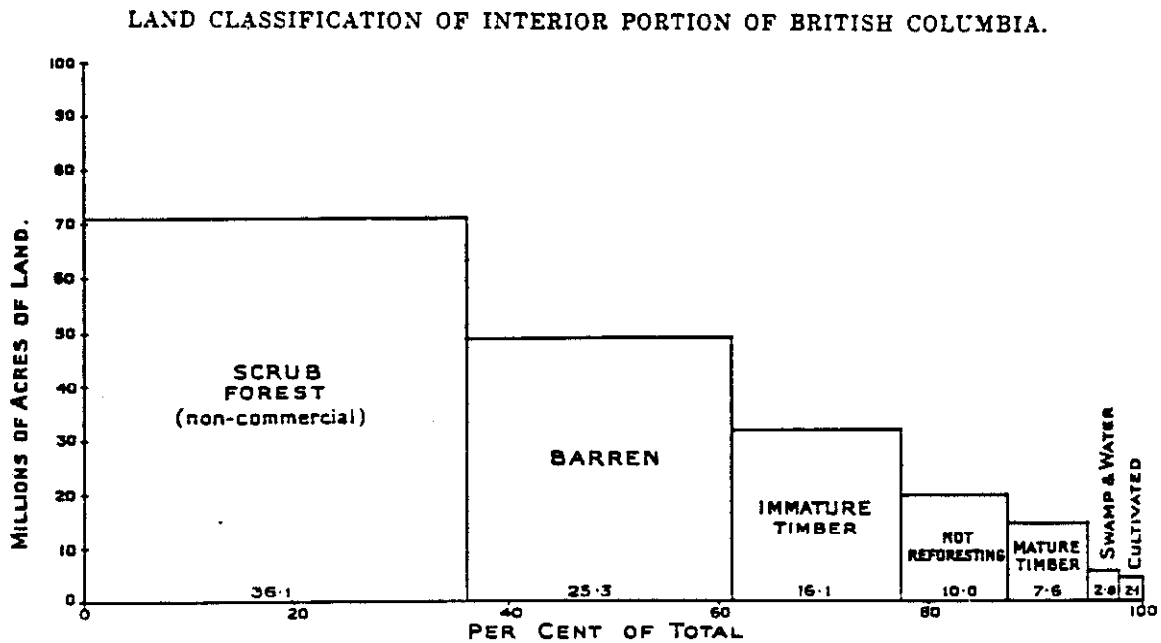 LAND CLASSIFICATION OF INTERIOR PORTION OF BRITISH COLUMBIA.
MILLIONS OF ACRES OF LAND.
100
90
80
70
60
50
40
30
20
10
0
SCRUB
FOREST
(non-commercial)
36·1
BARREN
25·3
IMMATURE
TIMBER
16·1
NOT
REFORESTING
10·0
MATURE
TIMBER
7·6
SWAMP & WATER
2·8
CULTIVATED
2·1
0
20
40
60
80
100
PER CENT OF TOTAL